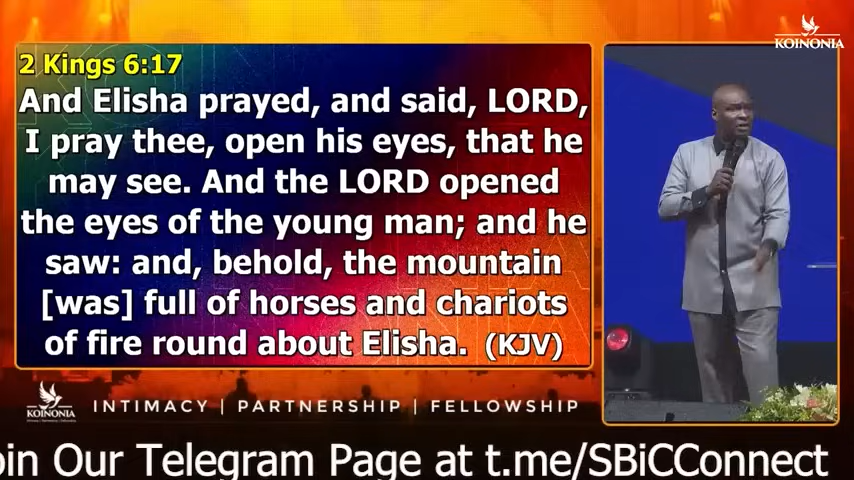 KOINONIA
2 Kings 6:17
And Elisha prayed, and said, LORD,
I pray thee, open his eyes, that he
may see. And the LORD opened
the eyes of the young man; and he
saw: and, behold, the mountain
[was] full of horses and chariots
of fire round about Elisha. (KJV)
KOINONIA
INTIMACY | PARTNERSHIP | FELLOWSHIP
oin Our Telegram Page at t.me/SBiCConnect